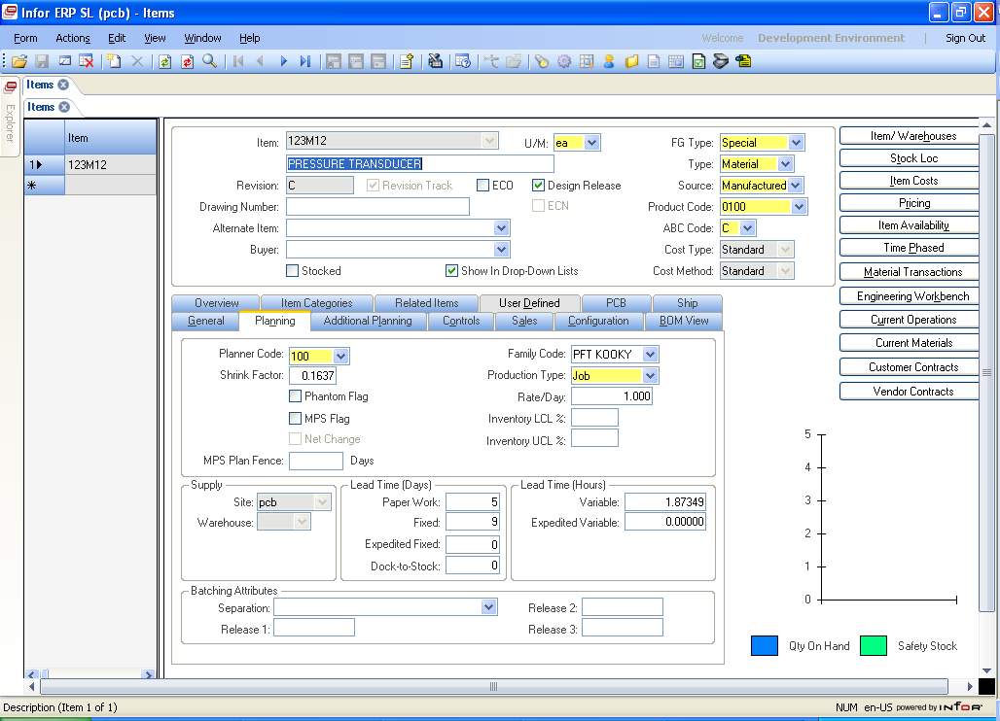 Infor ERP SL (pcb) - Items
Form Actions Edit View Window Help Welcome Development Environment | Sign Out
Items
Items
Explorer
Item
1 123M12
*
Item: 123M12 U/M: ea FG Type: Special
PRESSURE TRANSDUCER Type: Material
Revision: C Revision Track ECO Design Release Source: Manufactured
Drawing Number: ECN Product Code: 0100
Alternate Item: ABC Code: C
Buyer: Cost Type: Standard
Stocked Show In Drop-Down Lists Cost Method: Standard
Item/Warehouses
Stock Loc
Item Costs
Pricing
Item Availability
Time Phased
Material Transactions
Engineering Workbench
Current Operations
Current Materials
Customer Contracts
Vendor Contracts
Overview Item Categories Related Items User Defined PCB Ship
General Planning Additional Planning Controls Sales Configuration BOM View
Planner Code: 100 Family Code: PFT KOOKY
Shrink Factor: 0.1637 Production Type: Job
Phantom Flag Rate/Day: 1.000
MPS Flag Inventory LCL %:
Net Change Inventory UCL %:
MPS Plan Fence: Days
Supply Lead Time (Days) Lead Time (Hours)
Site: pcb Paper Work: 5 Variable: 1.87349
Warehouse: Fixed: 9 Expedited Variable: 0.00000
Expedited Fixed: 0
Dock-to-Stock: 0
Batching Attributes
Separation: Release 2:
Release 1: Release 3:
5
4
3
2
1
0
Qty On Hand Safety Stock
Description (Item 1 of 1) NUM en-US powered by INFOR